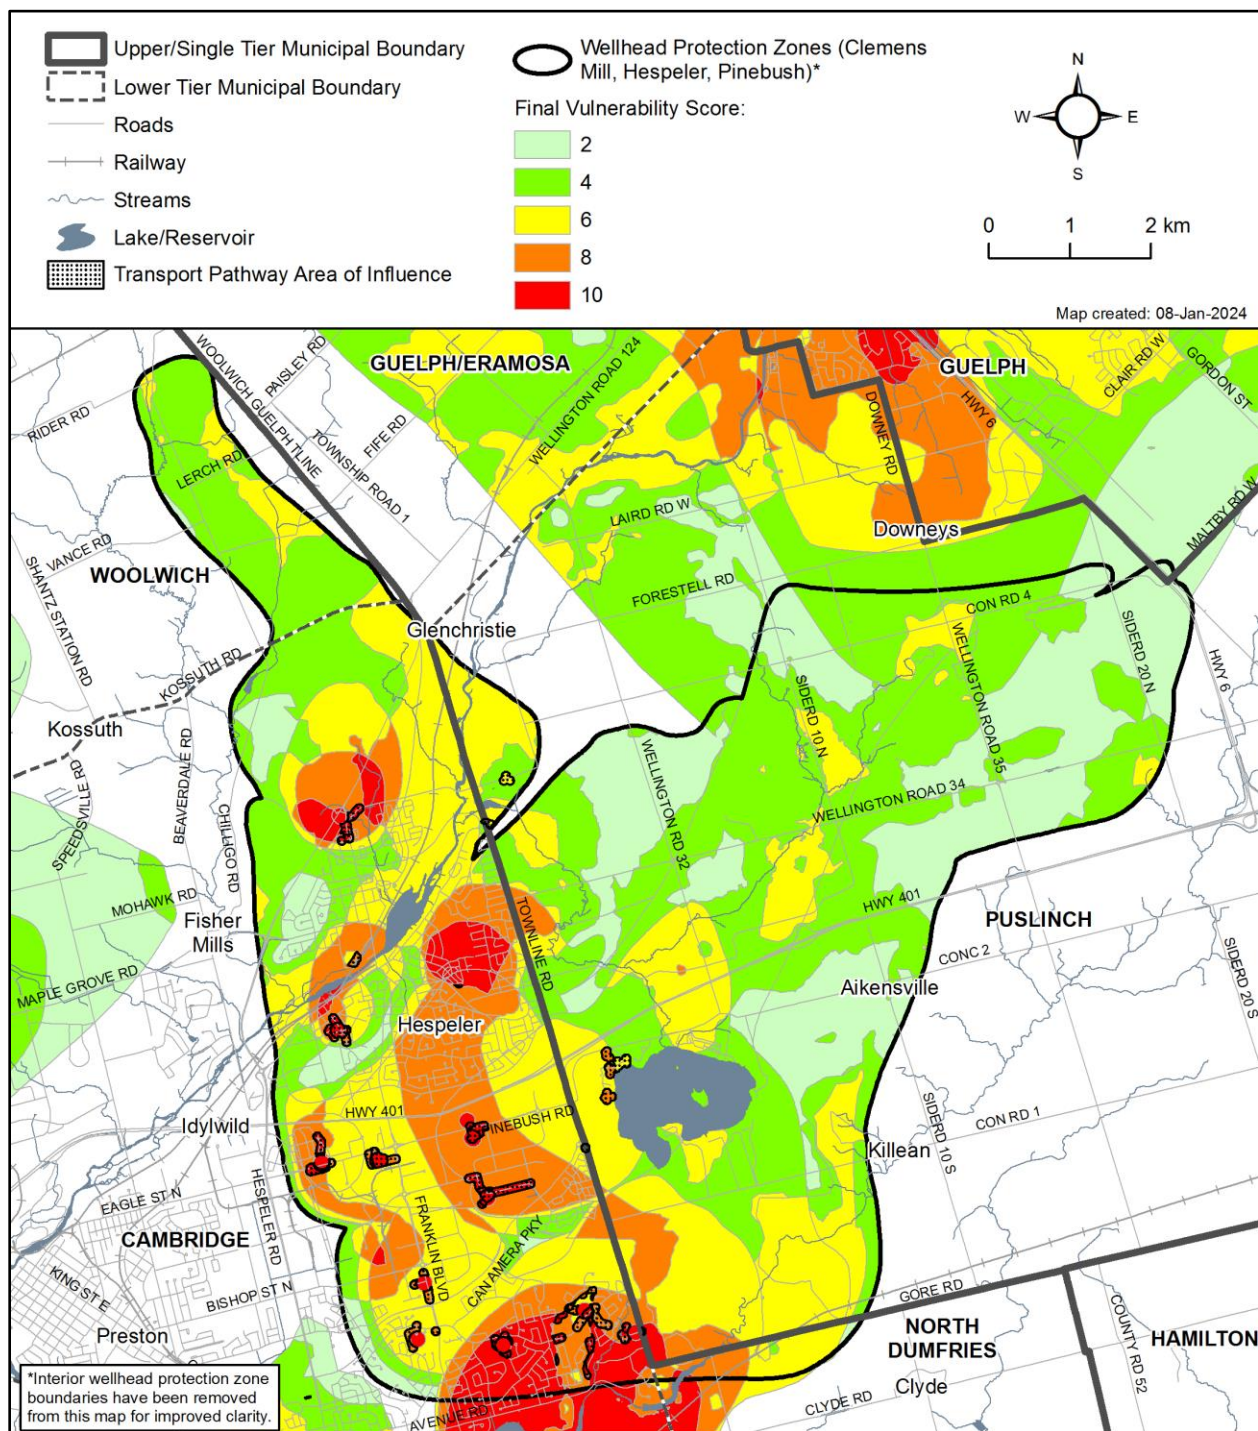 Upper/Single Tier Municipal Boundary
Lower Tier Municipal Boundary
Roads
Railway
Streams
Lake/Reservoir
Transport Pathway Area of Influence
Wellhead Protection Zones (Clemens
Mill, Hespeler, Pinebush)*
Final Vulnerability Score:
2
4
6
8
10
N
W
E
S
0 1 2 km
Map created: 08-Jan-2024
WOOLWICH GUELPH TLINE
PAISLEY RD
GUELPH/ERAMOSA
WELLINGTON ROAD 124
GUELPH
CLAIR RD W
GORDON ST
HWY 6
DOWNEY RD
RIDER RD
LERCH RD
TOWNSHIP ROAD 1
FIFE RD
LAIRD RD W
Downeys
MALTBY RD W
VANCE RD
SHANTZ STATION RD
WOOLWICH
FORESTELL RD
CON RD 4
Glenchristie
KOSSUTH RD
Kossuth
SIDERD 10 N
WELLINGTON ROAD 35
SIDERD 20 N
HWY 6
BEAVERDALE RD
SPEEDSVILLE RD
CHILLIGO RD
WELLINGTON RD 32
WELLINGTON ROAD 34
MOHAWK RD
Fisher
Mills
TOWNLINE RD
HWY 401
PUSLINCH
MAPLE GROVE RD
CONC 2
SIDERD 20 S
Aikensville
Hespeler
HWY 401
INEBUSH RD
Idylwild
SIDERD 10 S
CON RD 1
Killean
EAGLE ST N
HESPELER RD
CAMBRIDGE
FRANKLIN BLVD
CAN AMERA PKY
KING ST E
BISHOP ST N
GORE RD
Preston
NORTH
DUMFRIES
COUNTY RD 52
HAMILTON
Clyde
CLYDE RD
AVENUE RD
*Interior wellhead protection zone
boundaries have been removed
from this map for improved clarity.